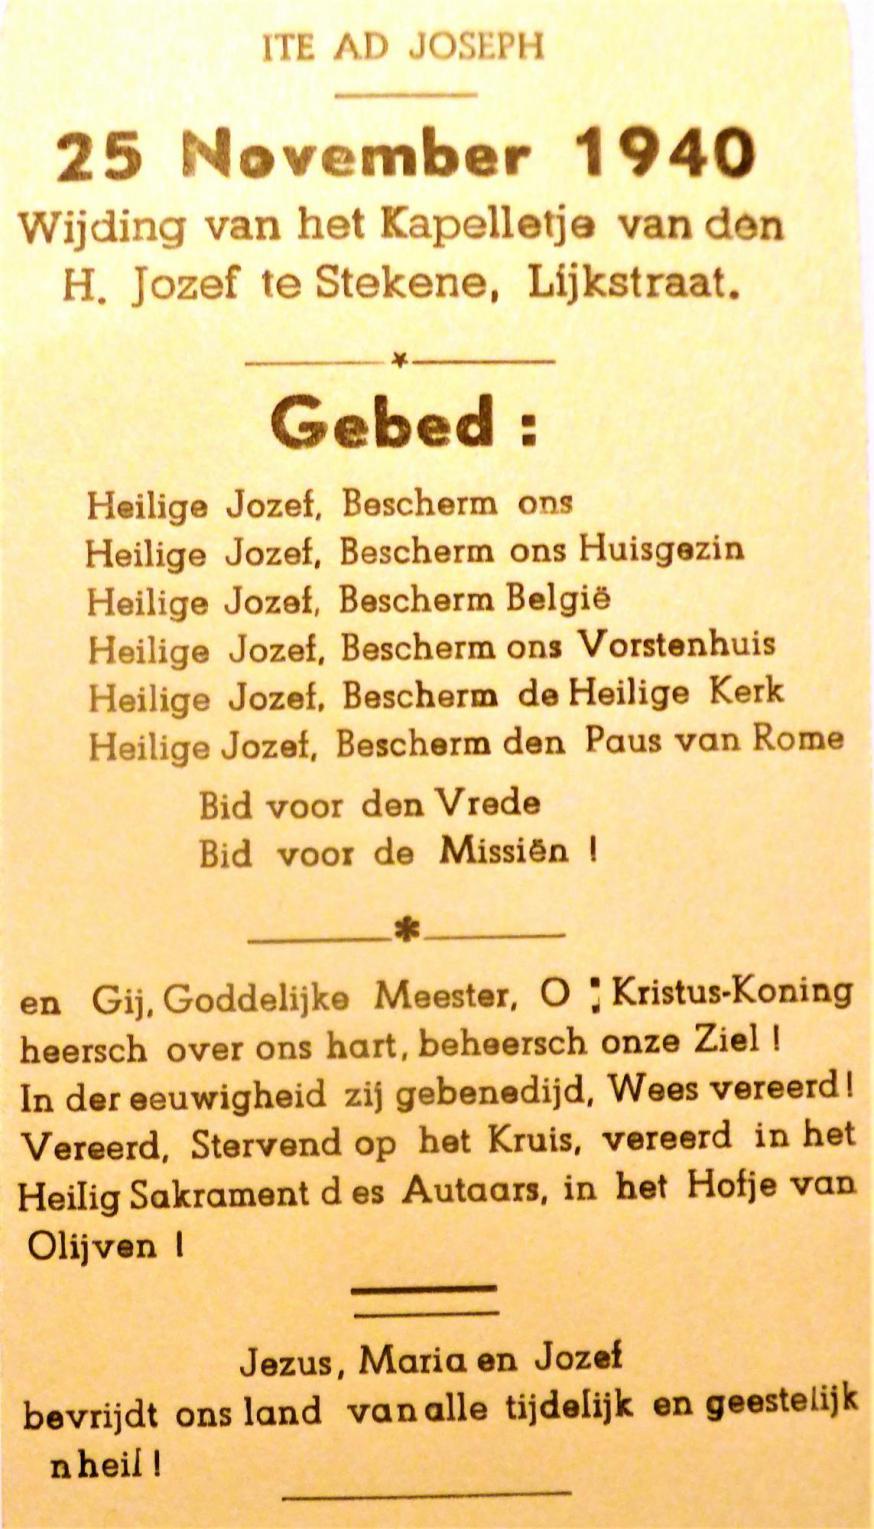 ITE AD JOSEPH
25 November 1940
Wijding van het Kapelletje van den
H. Jozef te Stekene, Lijkstraat.
Gebed :
Heilige Jozef, Bescherm ons
Heilige Jozef, Bescherm ons Huisgezin
Heilige Jozef, Bescherm België
Heilige Jozef, Bescherm ons Vorstenhuis
Heilige Jozef, Bescherm de Heilige Kerk
Heilige Jozef, Bescherm den Paus van Rome
Bid voor den Vrede
Bid voor de Missiën !
en Gij, Goddelijke Meester, O ; Kristus-Koning
heersch over ons hart, beheersch onze Ziel !
In der eeuwigheid zij gebenedijd, Wees vereerd!
Vereerd, Stervend op het Kruis, vereerd in het
Heilig Sakrament d es Autaars, in het Hofje van
Olijven !
Jezus, Maria en Jozef
bevrijdt ons land van alle tijdelijk en geestelijk
nheil !